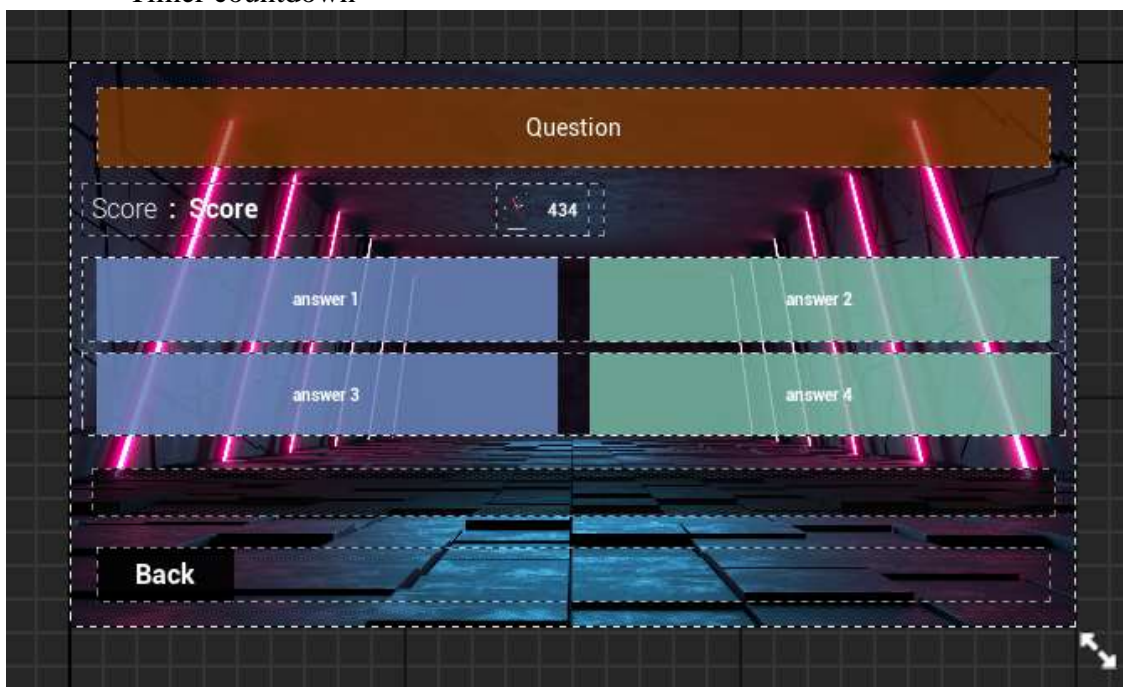 Timer countdown
Question
Score : Score 434
answer 1 answer 2
answer 3 answer 4
Back